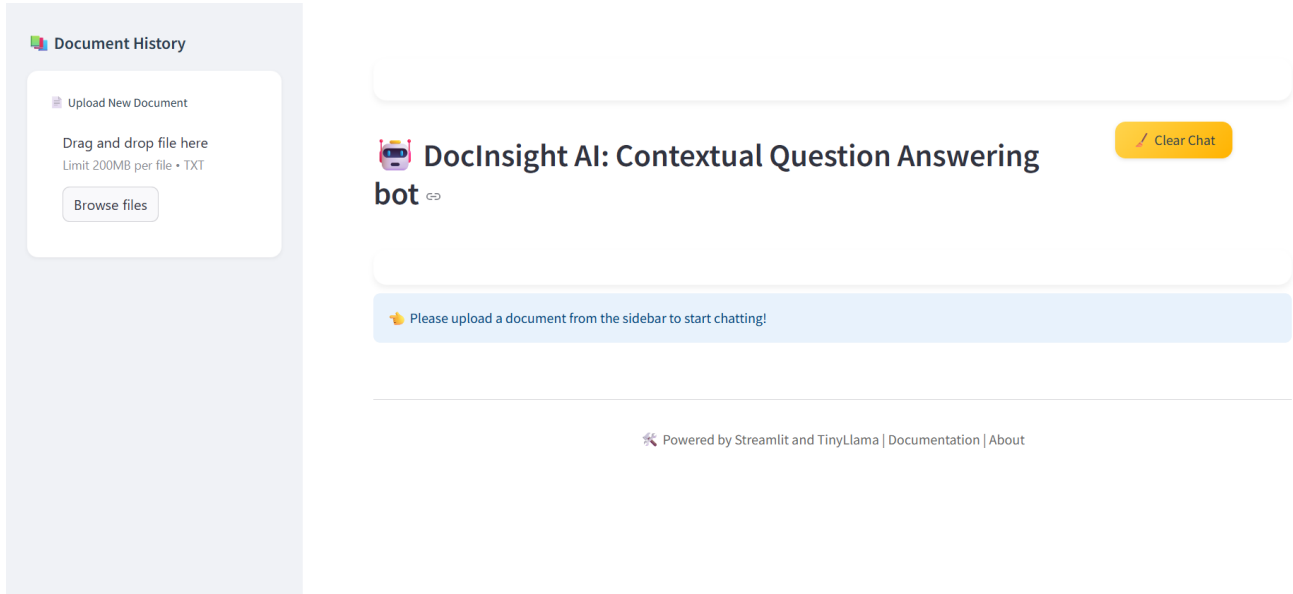 Document History
Upload New Document
Drag and drop file here
Limit 200MB per file • TXT
Browse files
Clear Chat
DocInsight AI: Contextual Question Answering
bot
Please upload a document from the sidebar to start chatting!
Powered by Streamlit and TinyLlama | Documentation | About